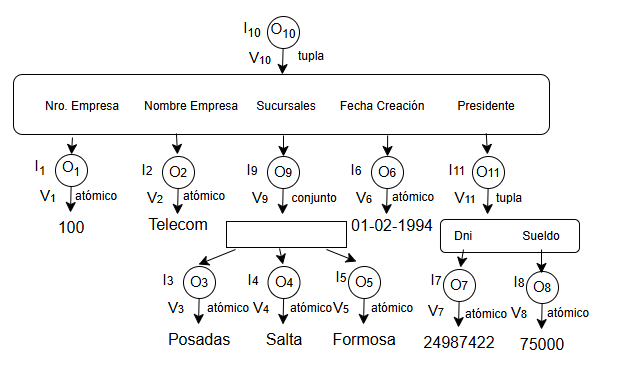 I10 O10
V10 tupla
Nro. Empresa Nombre Empresa Sucursales Fecha Creación Presidente
I1 O1 I2 O2 I9 O9 I6 O6 I11 O11
V1 atómico V2 atómico V9 conjunto V6 atómico V11 tupla
100 Telecom 01-02-1994
Dni Sueldo
I3 O3 I4 O4 I5 O5 I7 O7 I8 O8
V3 atómico V4 atómico V5 atómico V7 atómico V8 atómico
Posadas Salta Formosa 24987422 75000